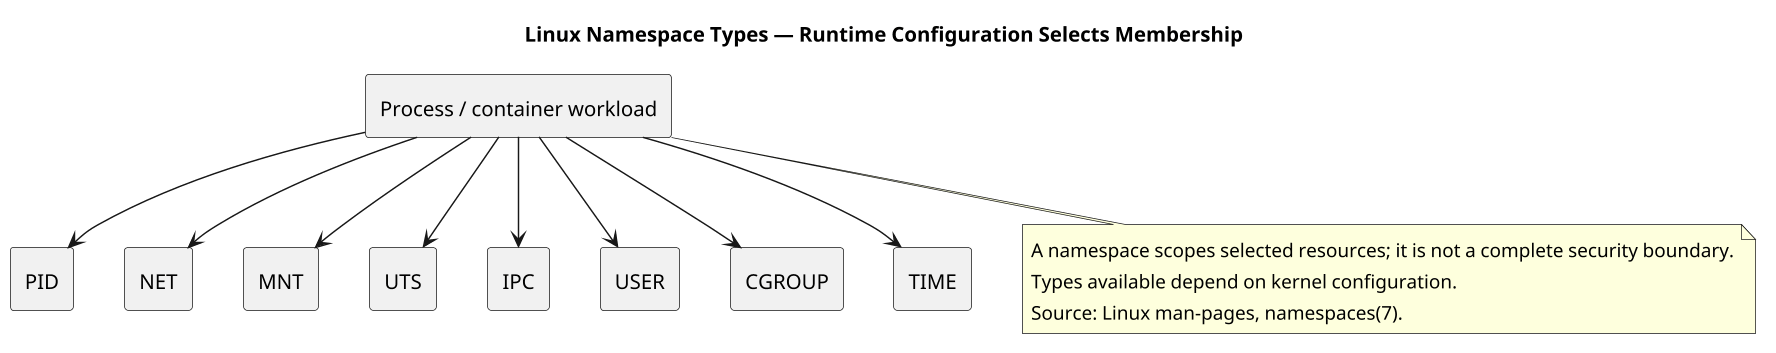 Linux Namespace Types — Runtime Configuration Selects Membership
Process / container workload
PID
NET
MNT
UTS
IPC
USER
CGROUP
TIME
A namespace scopes selected resources; it is not a complete security boundary.
Types available depend on kernel configuration.
Source: Linux man-pages, namespaces(7).